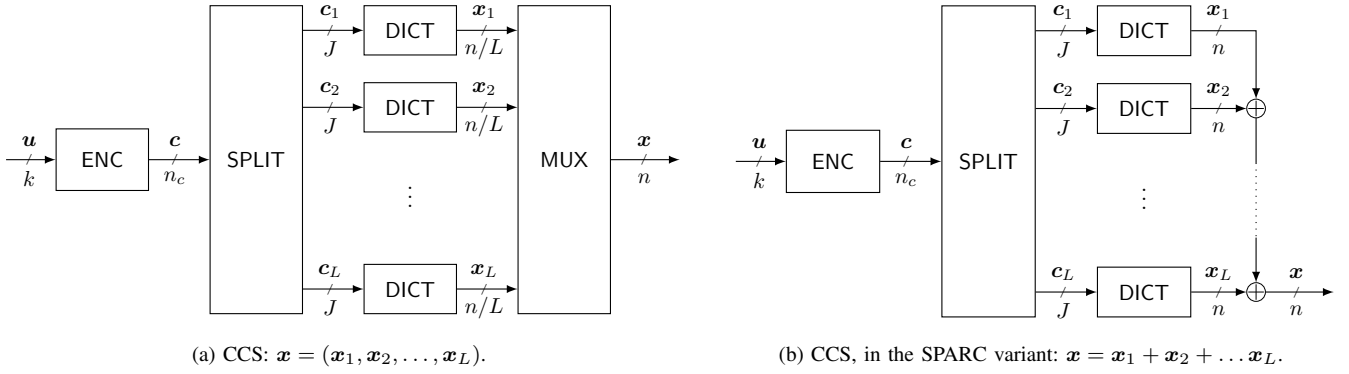 u
k
ENC
c
n_c
SPLIT
c_1
J
DICT
x_1
n/L
c_2
J
DICT
x_2
n/L
⋮
c_L
J
DICT
x_L
n/L
MUX
x
n
(a) CCS: x = (x_1, x_2, . . . , x_L).
u
k
ENC
c
n_c
SPLIT
c_1
J
DICT
x_1
n
c_2
J
DICT
x_2
n
⋮
c_L
J
DICT
x_L
n
x
n
(b) CCS, in the SPARC variant: x = x_1 + x_2 + . . . x_L.